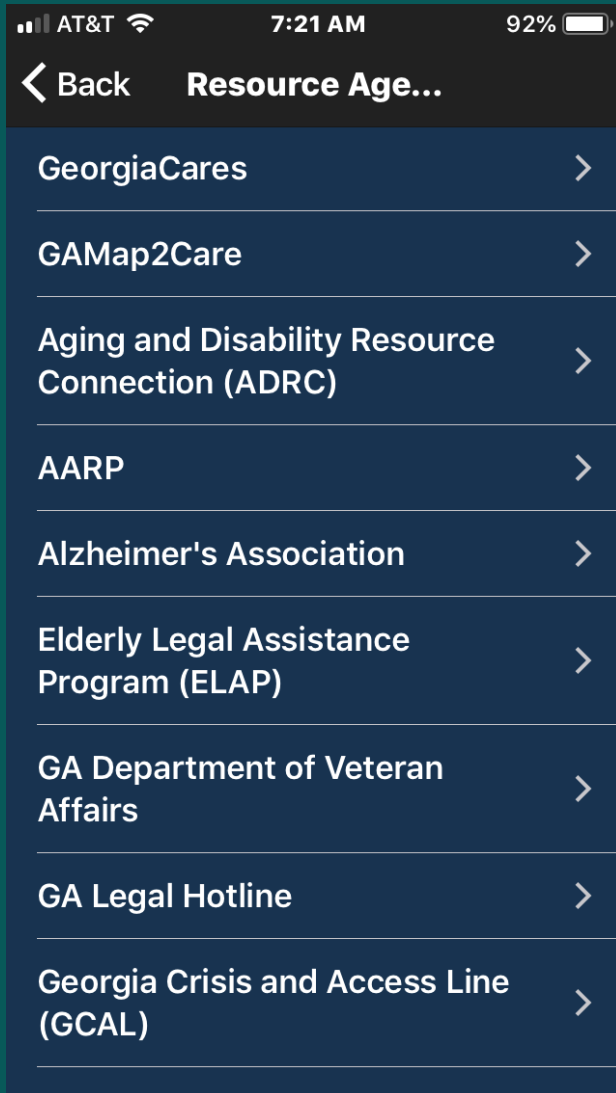 AT&T 7:21 AM 92%
Back Resource Age...
GeorgiaCares
GAMap2Care
Aging and Disability Resource
Connection (ADRC)
AARP
Alzheimer's Association
Elderly Legal Assistance
Program (ELAP)
GA Department of Veteran
Affairs
GA Legal Hotline
Georgia Crisis and Access Line
(GCAL)